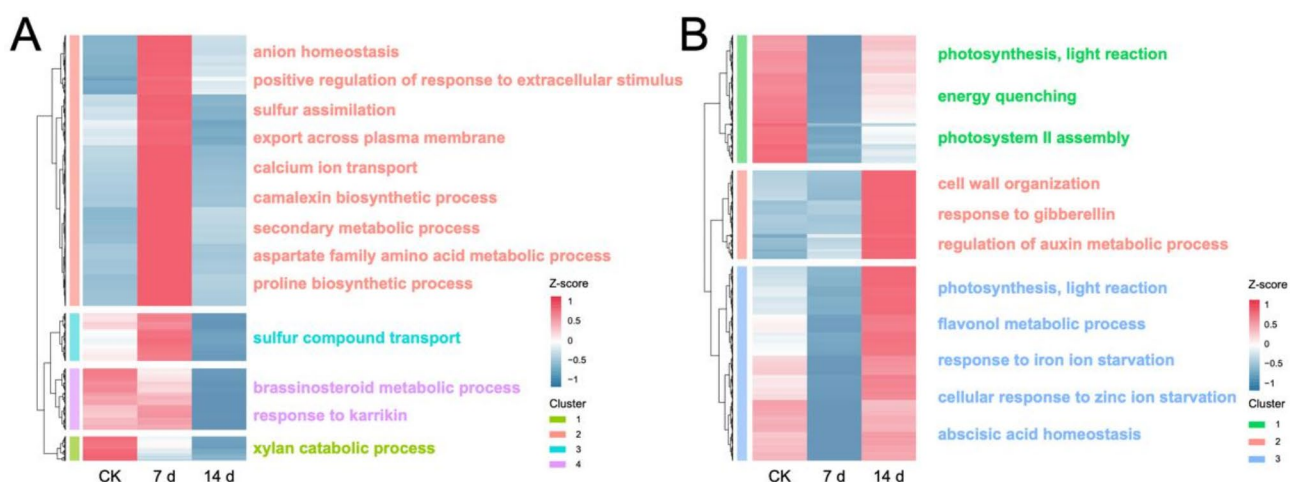 A
anion homeostasis
positive regulation of response to extracellular stimulus
sulfur assimilation
export across plasma membrane
calcium ion transport
camalexin biosynthetic process
secondary metabolic process
aspartate family amino acid metabolic process
proline biosynthetic process
sulfur compound transport
brassinosteroid metabolic process
response to karrikin
xylan catabolic process
CK 7 d 14 d
Z-score
1
0.5
0
−0.5
−1
Cluster
1
2
3
4
B
photosynthesis, light reaction
energy quenching
photosystem II assembly
cell wall organization
response to gibberellin
regulation of auxin metabolic process
photosynthesis, light reaction
flavonol metabolic process
response to iron ion starvation
cellular response to zinc ion starvation
abscisic acid homeostasis
CK 7 d 14 d
Z-score
1
0.5
0
−0.5
−1
Cluster
1
2
3